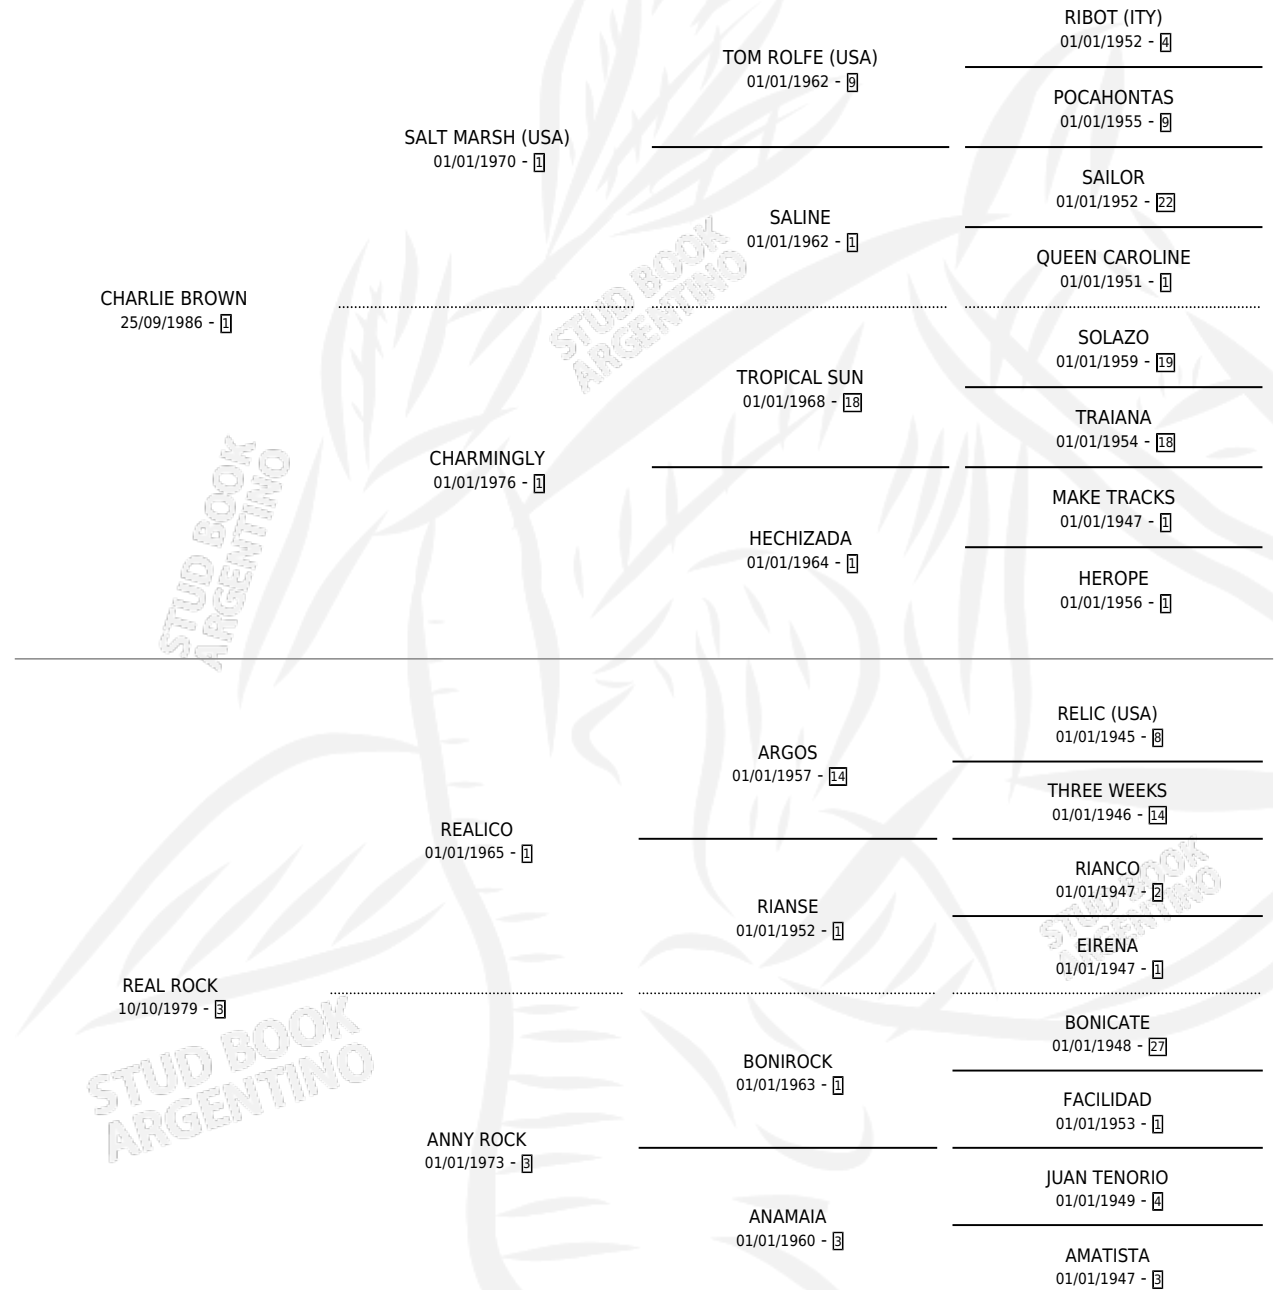 RIBOT (ITY)
01/01/1952 - 4
TOM ROLFE (USA)
01/01/1962 - 9
POCAHONTAS
01/01/1955 - 9
SALT MARSH (USA)
01/01/1970 - 1
SAILOR
01/01/1952 - 22
SALINE
01/01/1962 - 1
QUEEN CAROLINE
01/01/1951 - 1
CHARLIE BROWN
25/09/1986 - 1
STUD BOOK
ARGENTINO
SOLAZO
01/01/1959 - 19
TROPICAL SUN
01/01/1968 - 18
TRAIANA
01/01/1954 - 18
CHARMINGLY
01/01/1976 - 1
MAKE TRACKS
01/01/1947 - 1
HECHIZADA
01/01/1964 - 1
HEROPE
01/01/1956 - 1
STUD BOOK
ARGENTINO
RELIC (USA)
01/01/1945 - 8
ARGOS
01/01/1957 - 14
THREE WEEKS
01/01/1946 - 14
REALICO
01/01/1965 - 1
RIANCO
01/01/1947 - 2
RIANSE
01/01/1952 - 1
EIRENA
01/01/1947 - 1
STUD BOOK
ARGENTINO
REAL ROCK
10/10/1979 - 3
STUD BOOK
ARGENTINO
BONICATE
01/01/1948 - 27
BONIROCK
01/01/1963 - 1
FACILIDAD
01/01/1953 - 1
ANNY ROCK
01/01/1973 - 3
JUAN TENORIO
01/01/1949 - 4
ANAMAIA
01/01/1960 - 3
AMATISTA
01/01/1947 - 3